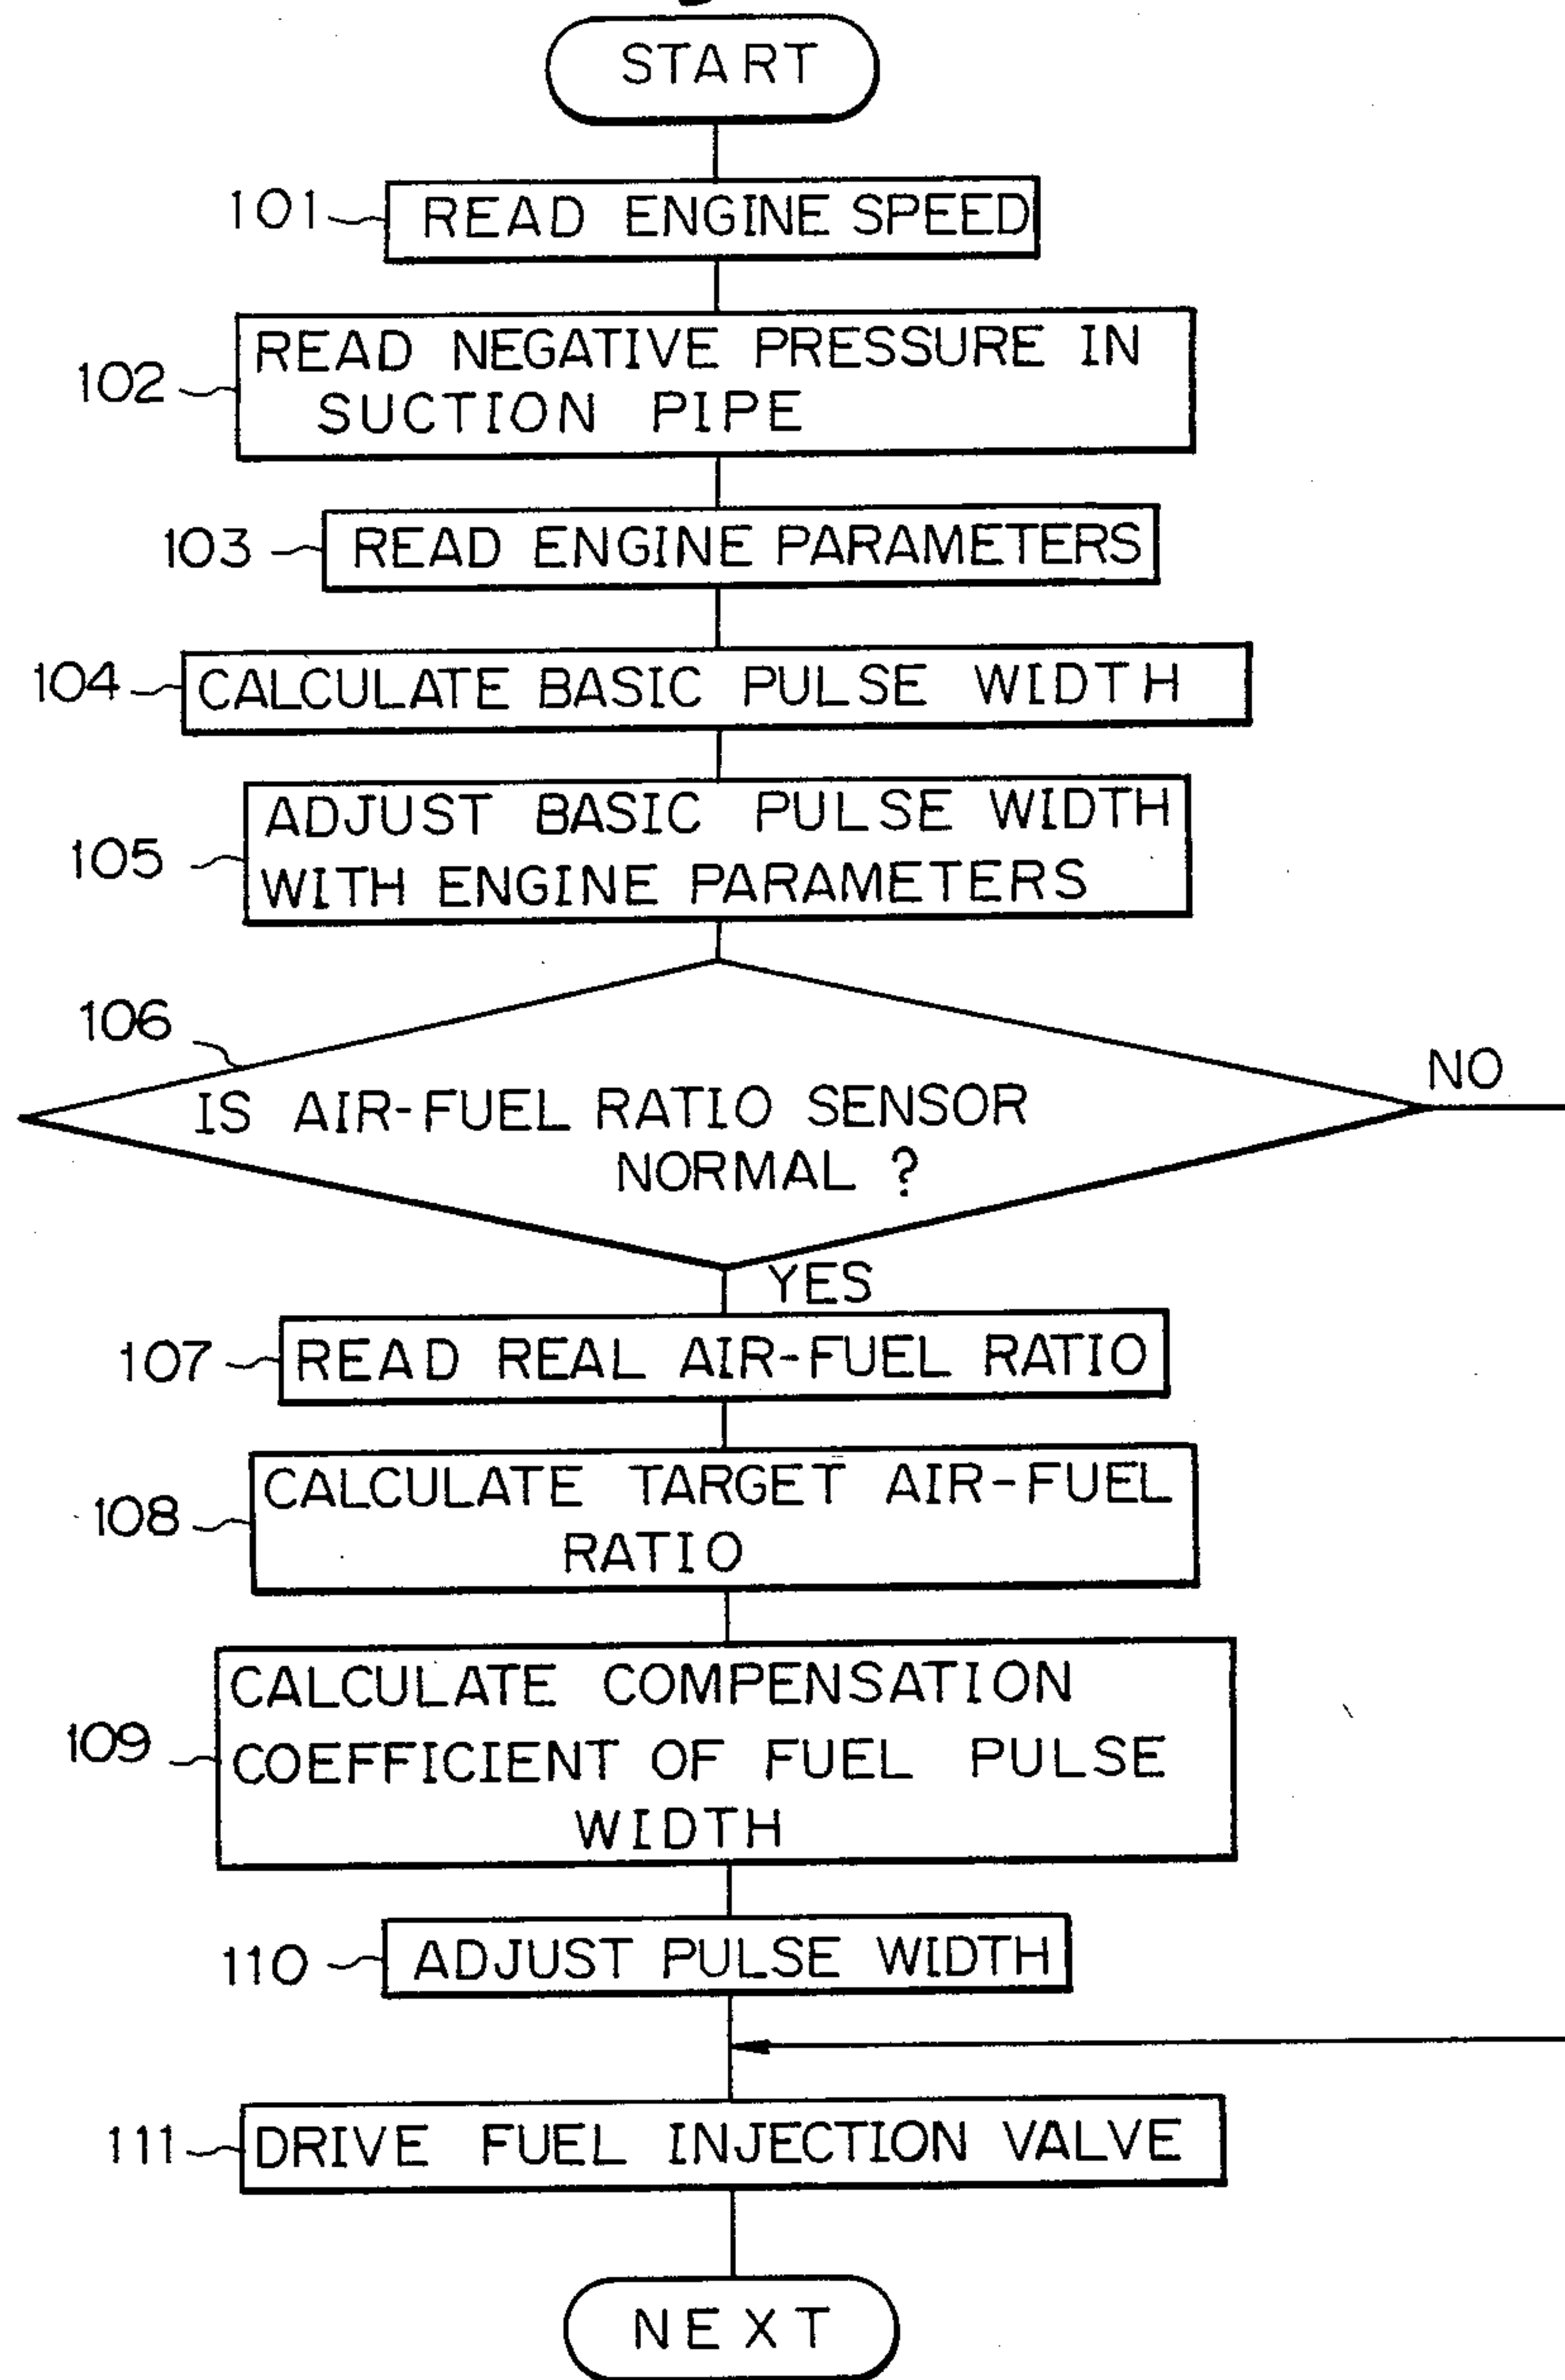 START
101 READ ENGINE SPEED
READ NEGATIVE PRESSURE IN
102
SUCTION PIPE
103 READ ENGINE PARAMETERS
104 CALCULATE BASIC PULSE WIDTH
ADJUST BASIC PULSE WIDTH
105
WITH ENGINE PARAMETERS
106
NO
IS AIR-FUEL RATIO SENSOR
NORMAL ?
YES
107 READ REAL AIR-FUEL RATIO
CALCULATE TARGET AIR-FUEL
108
RATIO
CALCULATE COMPENSATION
109
COEFFICIENT OF FUEL PULSE
WIDTH
110 ADJUST PULSE WIDTH
111 DRIVE FUEL INJECTION VALVE
NEXT